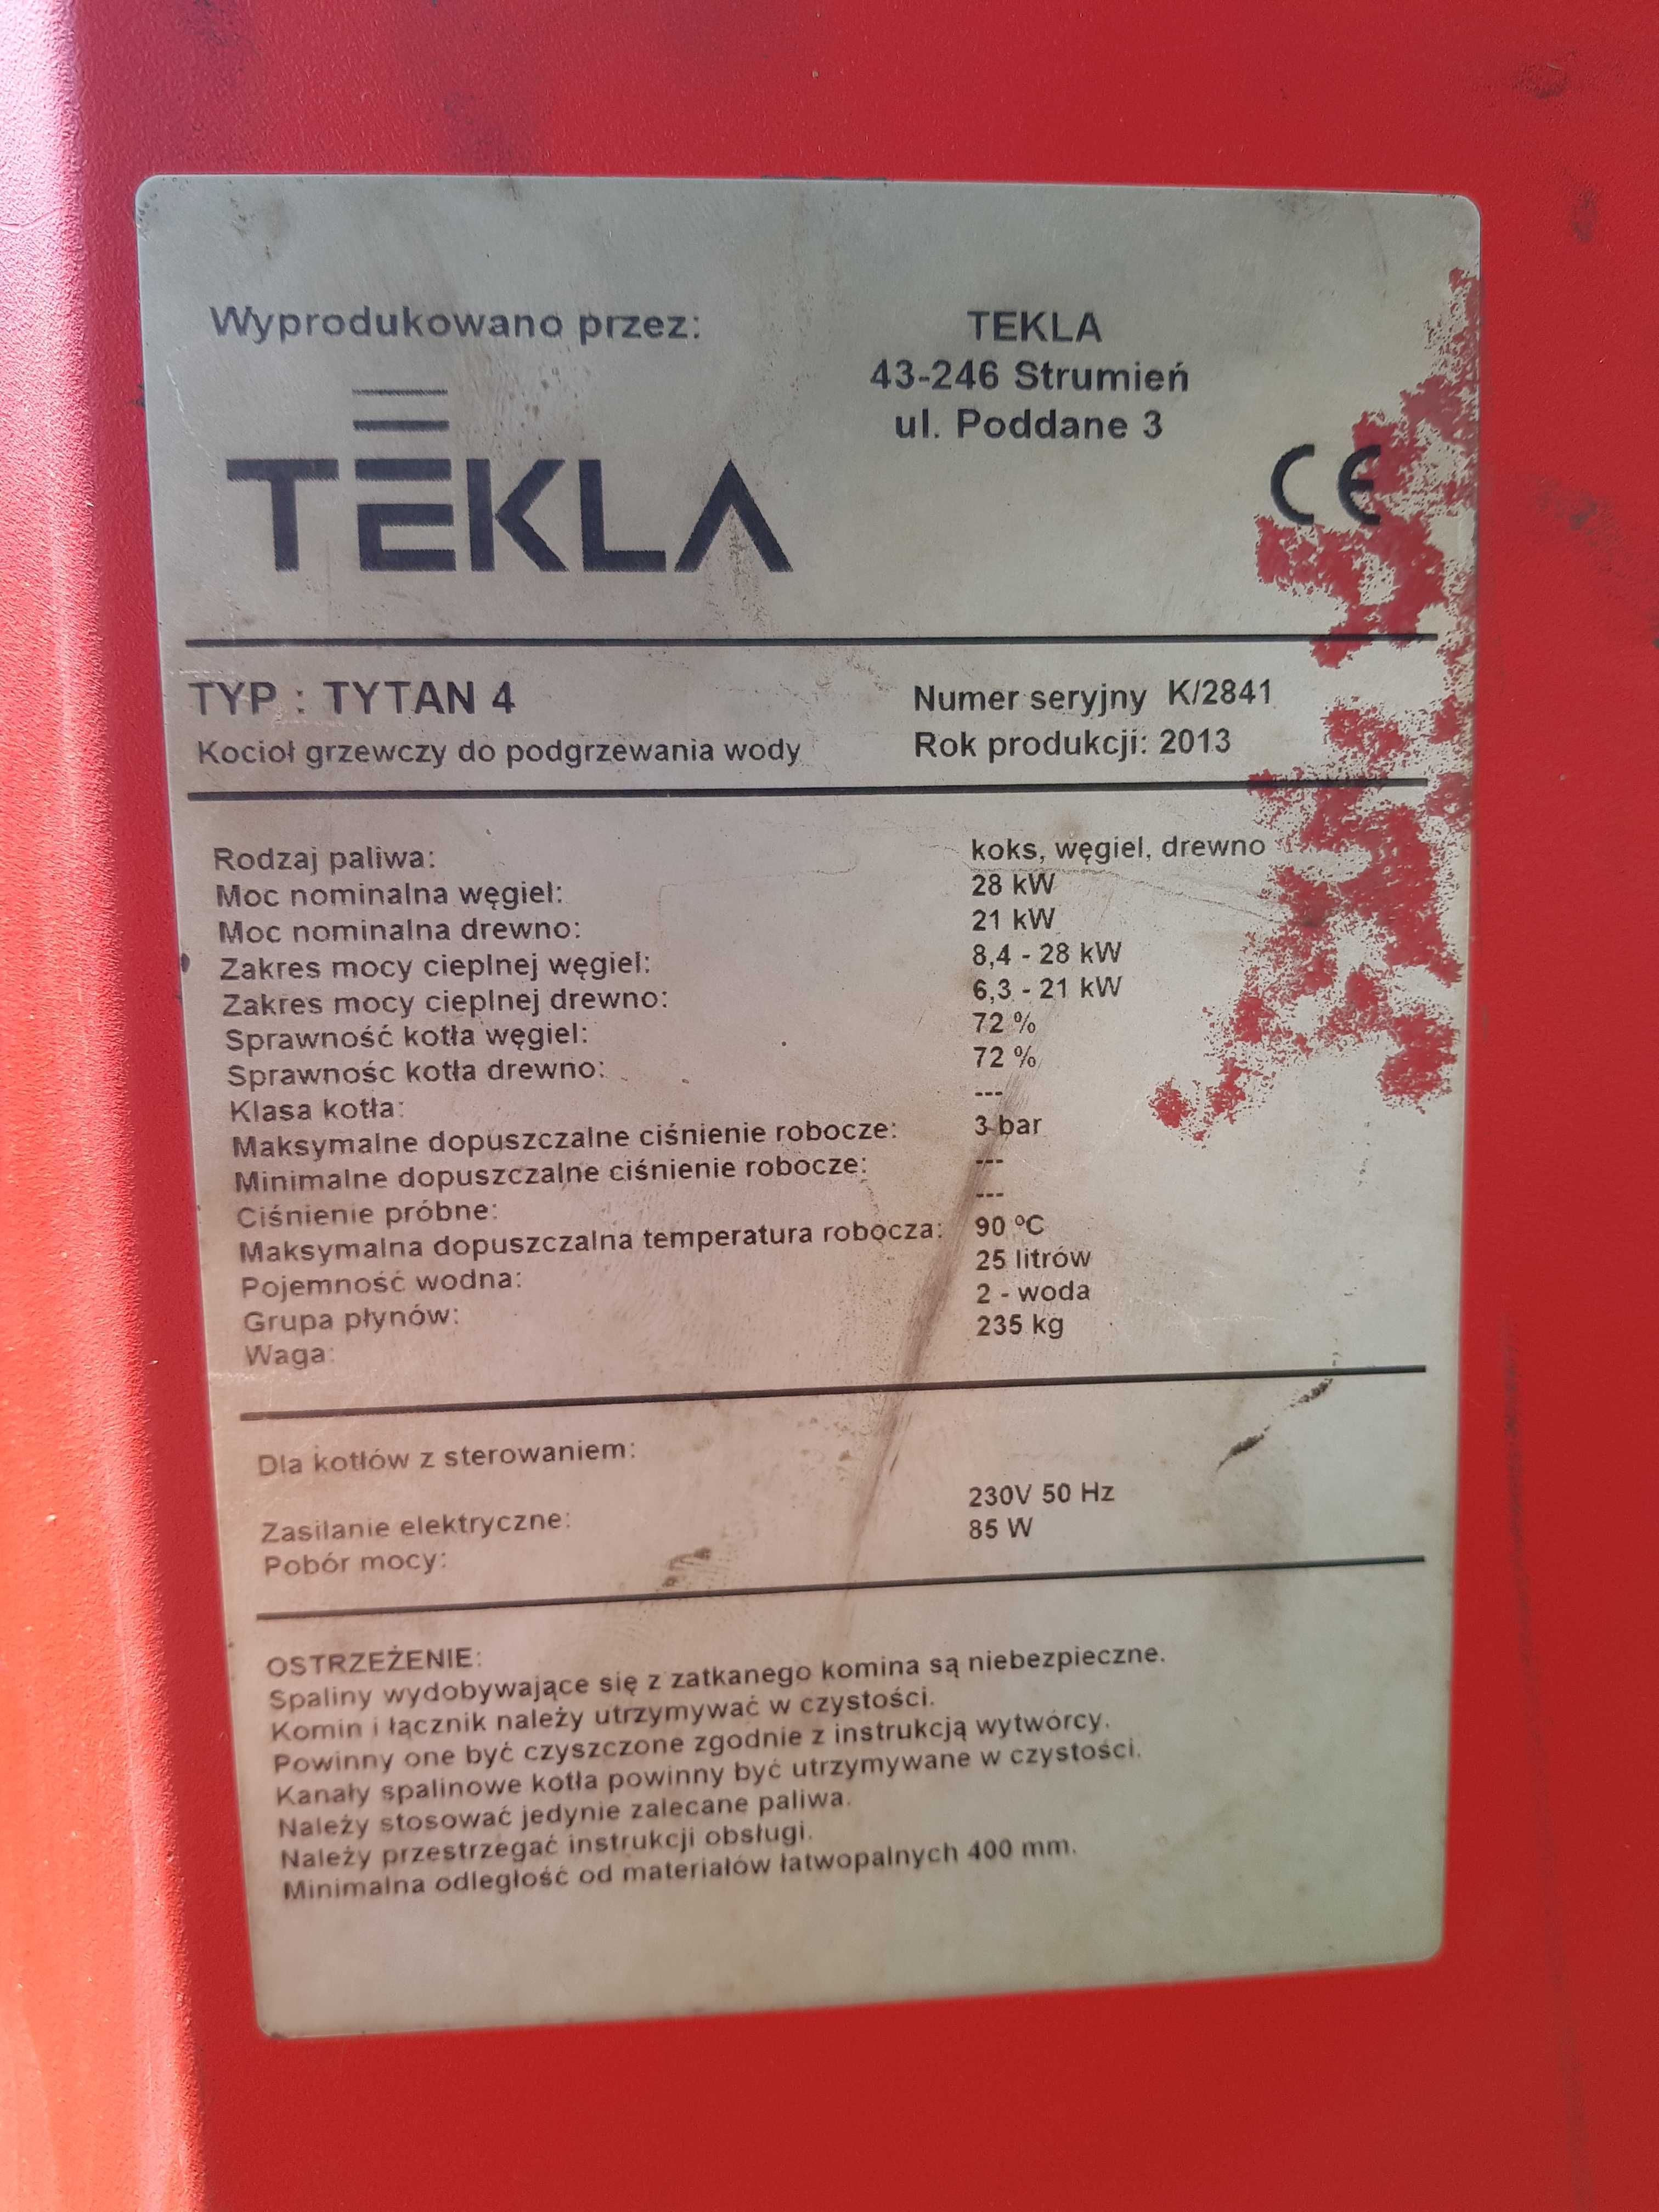 Wyprodukowano przez:
TEKLA
43-246 Strumień
ul. Poddane 3
TEKLA
CE
TYP : TYTAN 4
Kocioł grzewczy do podgrzewania wody
Numer seryjny K/2841
Rok produkcji: 2013
Rodzaj paliwa: koks, węgiel, drewno
Moc nominalna węgiel: 28 kW
Moc nominalna drewno: 21 kW
Zakres mocy cieplnej węgiel: 8,4 - 28 kW
Zakres mocy cieplnej drewno: 6,3 - 21 kW
Sprawność kotła węgiel: 72 %
Sprawnośc kotła drewno: 72 %
Klasa kotła: ---
Maksymalne dopuszczalne ciśnienie robocze: 3 bar
Minimalne dopuszczalne ciśnienie robocze: ---
Ciśnienie próbne: ---
Maksymalna dopuszczalna temperatura robocza: 90 ºC
Pojemność wodna: 25 litrów
Grupa płynów: 2 - woda
Waga: 235 kg
Dla kotłów z sterowaniem:
Zasilanie elektryczne: 230V 50 Hz
Pobór mocy: 85 W
OSTRZEŻENIE:
Spaliny wydobywające się z zatkanego komina są niebezpieczne.
Komin i łącznik należy utrzymywać w czystości.
Powinny one być czyszczone zgodnie z instrukcją wytwórcy.
Kanały spalinowe kotła powinny być utrzymywane w czystości.
Należy stosować jedynie zalecane paliwa.
Należy przestrzegać instrukcji obsługi.
Minimalna odległość od materiałów łatwopalnych 400 mm.